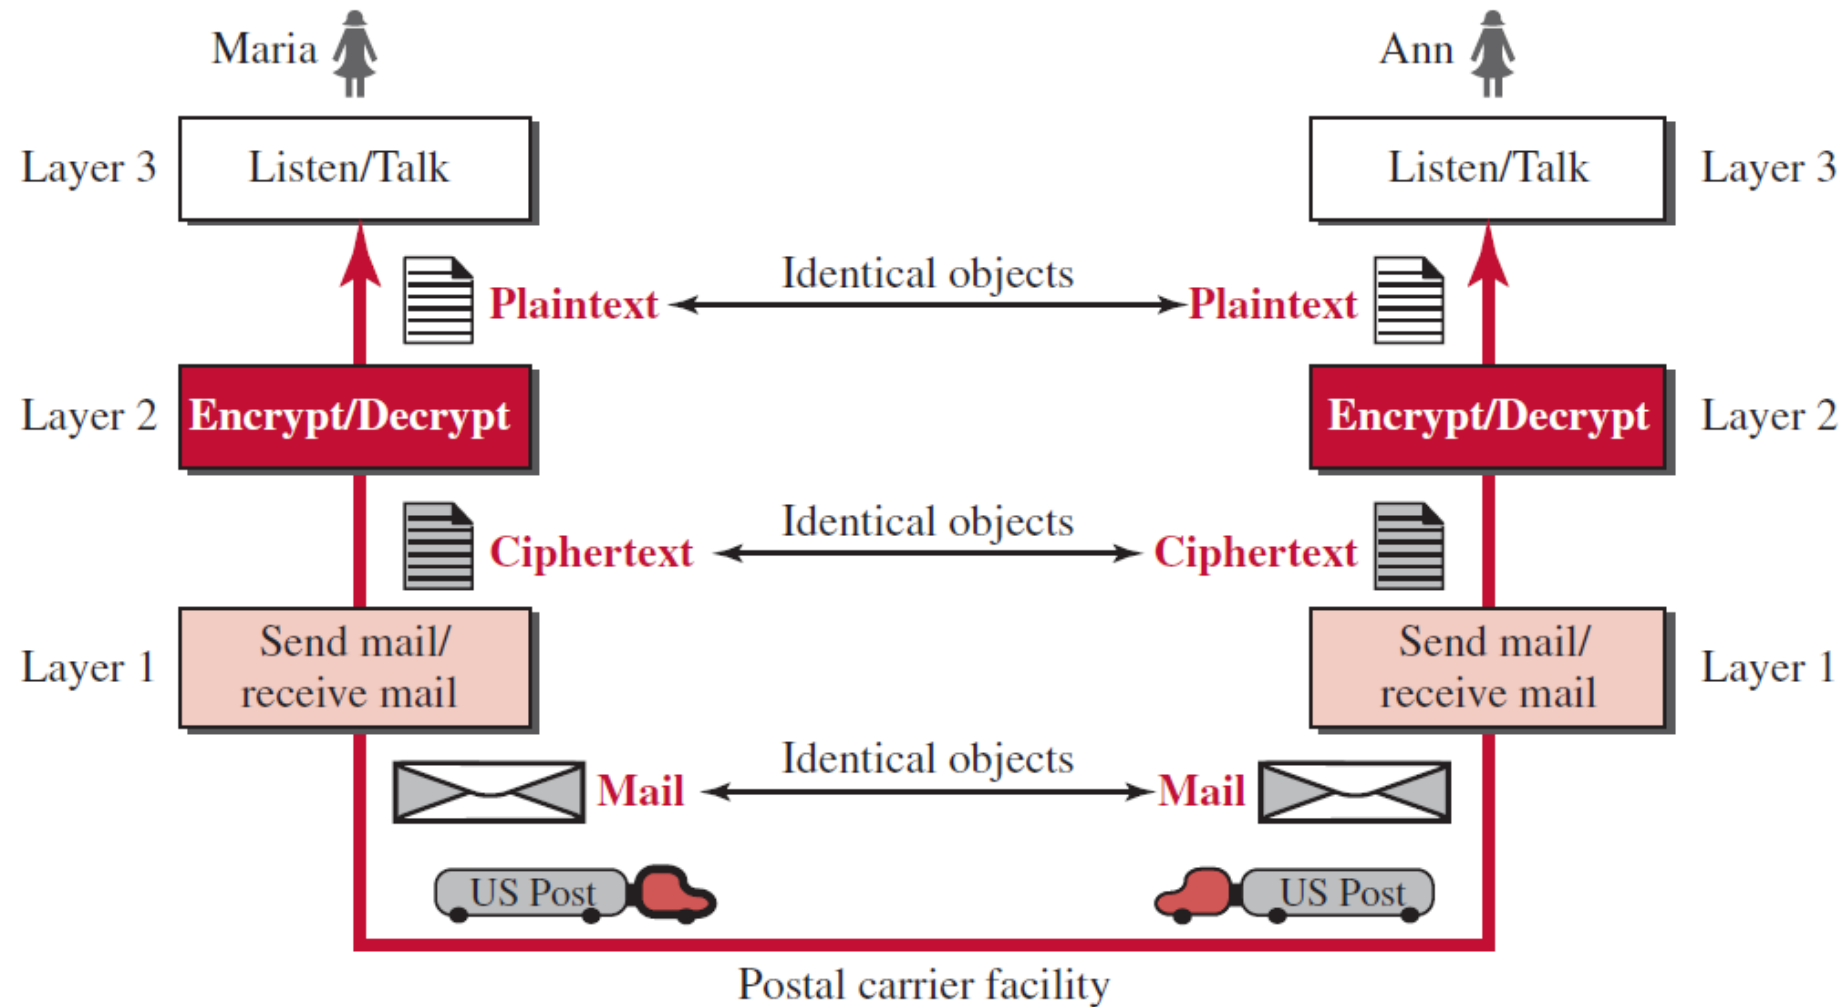 Maria
Ann
Layer 3
Listen/Talk
Listen/Talk
Layer 3
Identical objects
Plaintext
Plaintext
Layer 2
Encrypt/Decrypt
Encrypt/Decrypt
Layer 2
Identical objects
Ciphertext
Ciphertext
Layer 1
Send mail/
receive mail
Send mail/
receive mail
Layer 1
Identical objects
Mail
Mail
US Post
US Post
Postal carrier facility